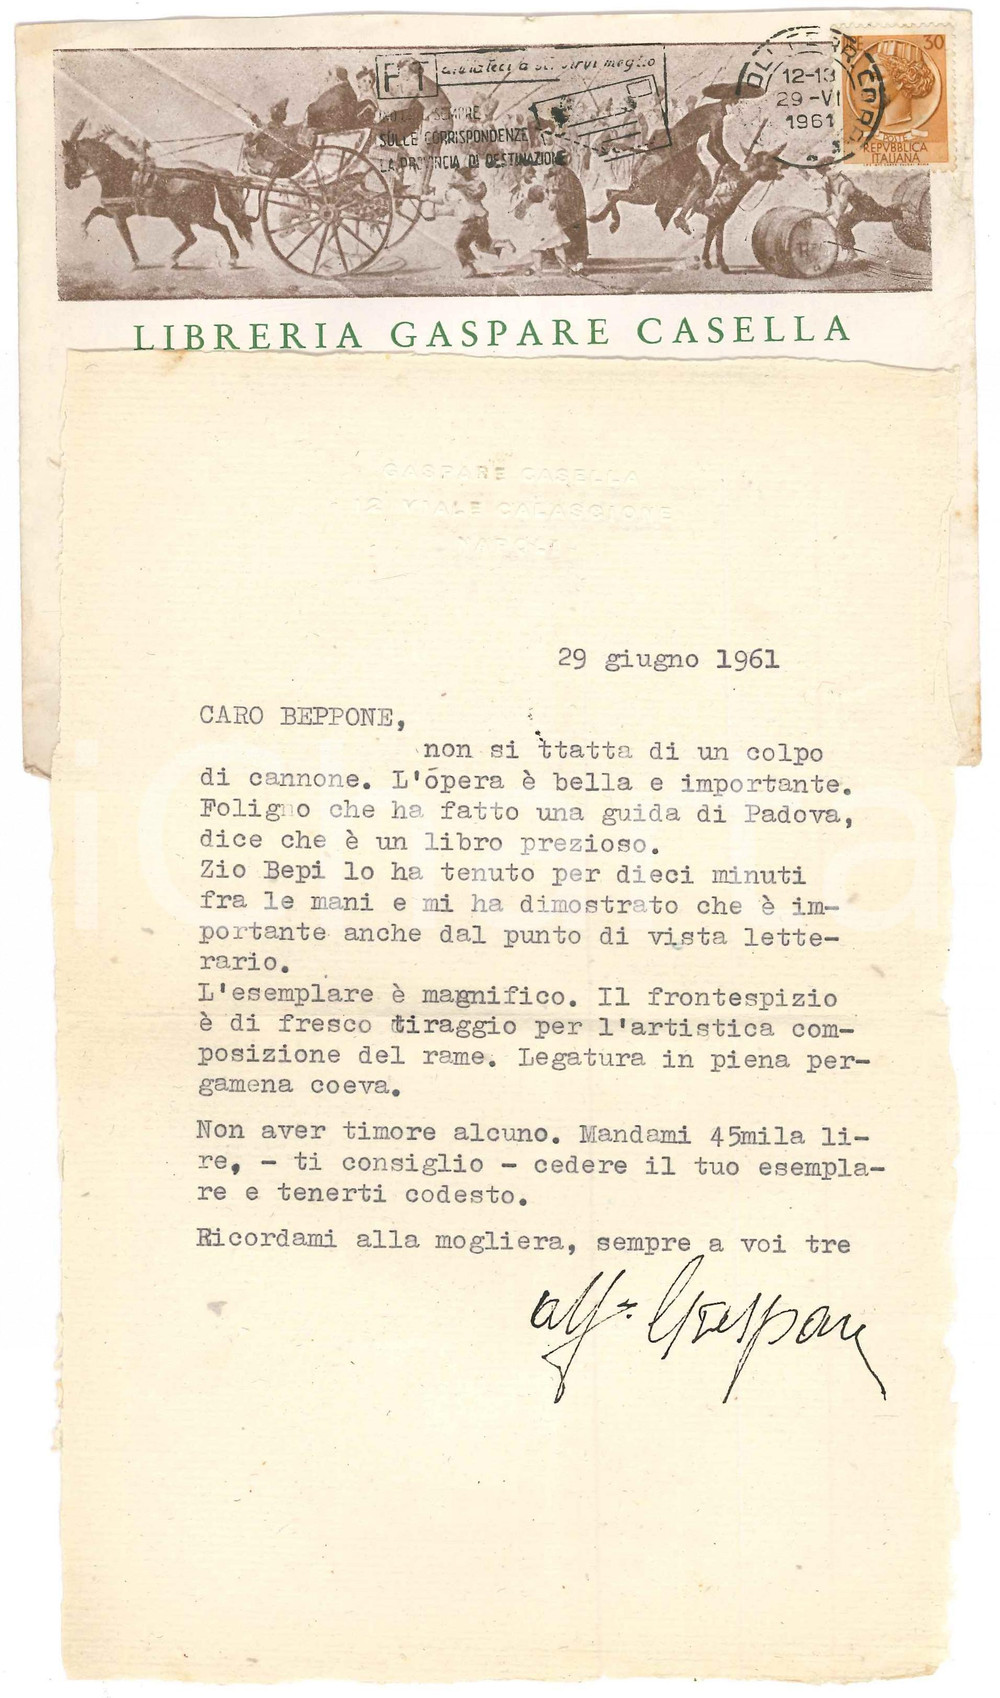 PT aiutateci a servirvi meglio
SEMPRE
SULLE CORRISPONDENZE
LA PROVINCIA DI DESTINAZIONE
12-13
29-VI
1961
30
POSTE
REPVBBLICA
ITALIANA
LIBRERIA GASPARE CASELLA
GASPARE CASELLA
12 VIALE CALASCIONE
NAPOLI
29 giugno 1961
CARO BEPPONE,
non si ttatta di un colpo
di cannone. L'opera è bella e importante.
Foligno che ha fatto una guida di Padova,
dice che è un libro prezioso.
Zio Bepi lo ha tenuto per dieci minuti
fra le mani e mi ha dimostrato che è im-
portante anche dal punto di vista lette-
rario.
L'esemplare è magnifico. Il frontespizio
è di fresco tiraggio per l'artistica com-
posizione del rame. Legatura in piena per-
gamena coeva.
Non aver timore alcuno. Mandami 45mila li-
re, - ti consiglio - cedere il tuo esempla-
re e tenerti codesto.
Ricordami alla mogliera, sempre a voi tre
aff. Gaspare